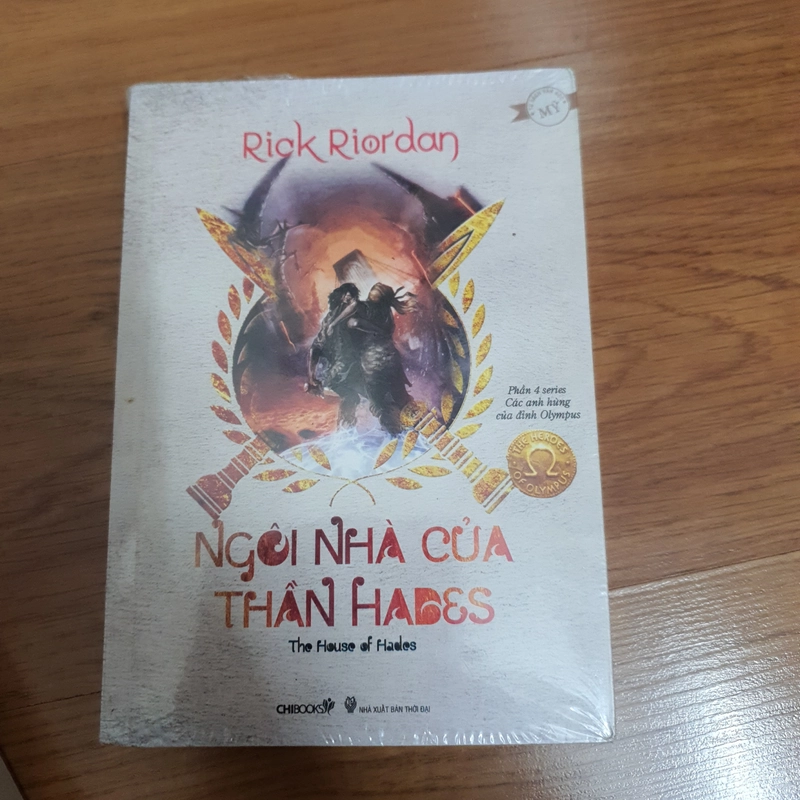 MỸ
Rick Riordan
Phần 4 series
Các anh hùng
của đỉnh Olympus
THE HEROES
OF OLYMPUS
NGÔI NHÀ CỦA
THẦN HADES
The House of Hades
CHIBOOKS
NHÀ XUẤT BẢN THỜI ĐẠI